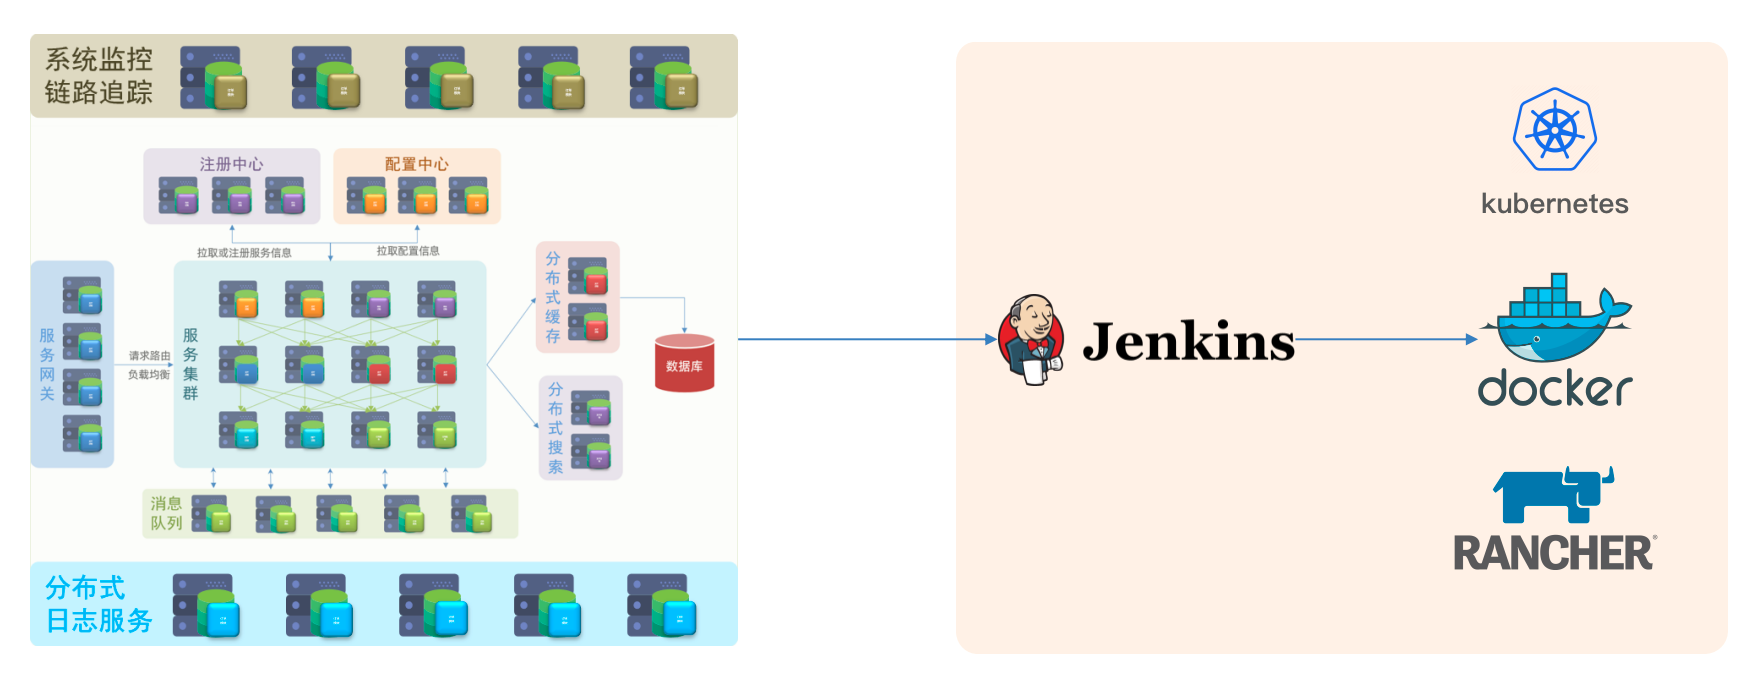 系统监控
链路追踪
注册中心
配置中心
拉取或注册服务信息
拉取配置信息
服务网关
请求路由
负载均衡
服务集群
分布式缓存
数据库
分布式搜索
消息
队列
分布式
日志服务
kubernetes
Jenkins
docker
RANCHER®